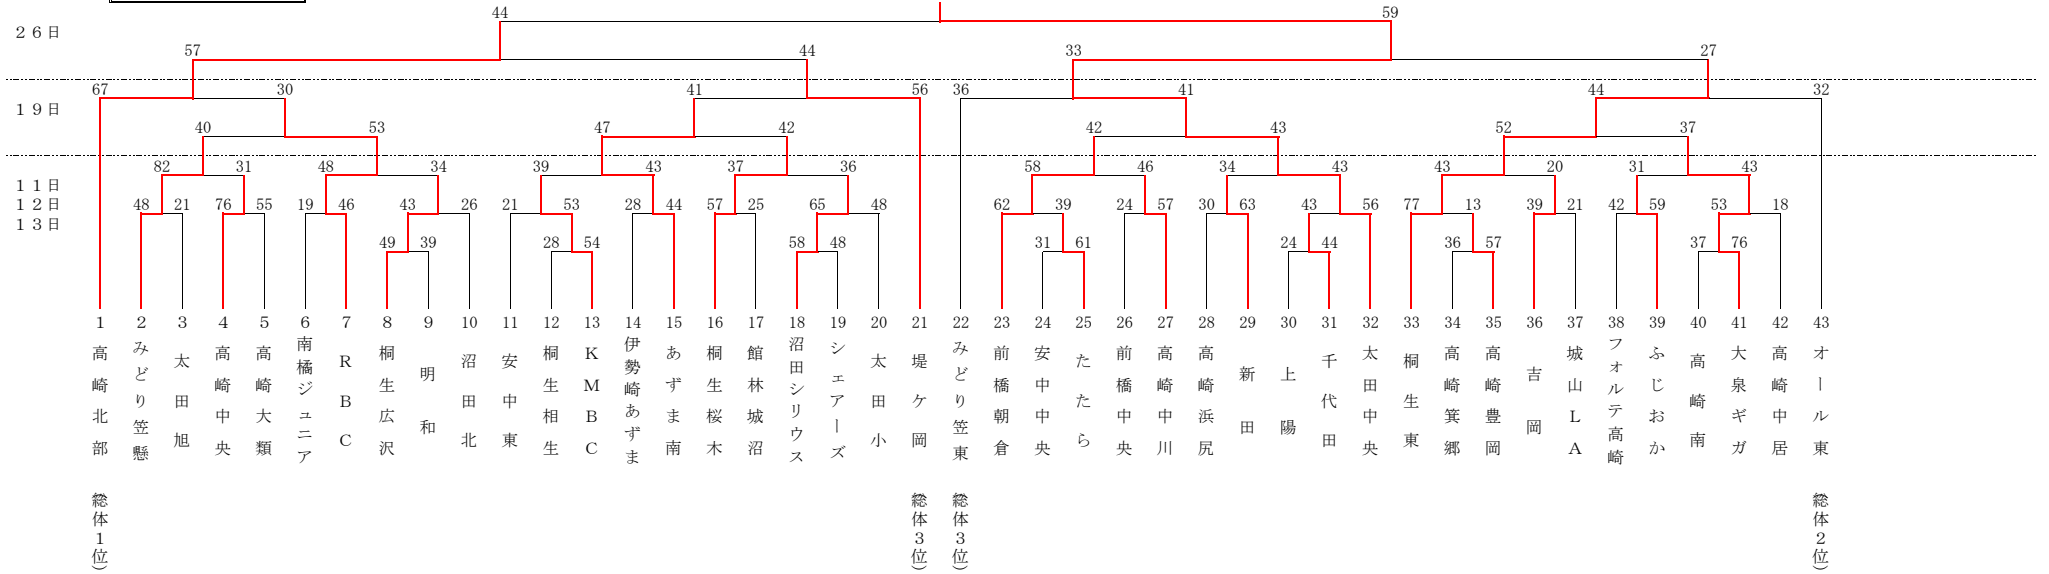 44 59
２６日
57 44 33 27
67 30 41 56 36 41 44 32
１９日
40 53 47 42 42 43 52 37
82 31 48 34 39 43 37 36 58 46 34 43 43 20 31 43
１１日
48 21 76 55 19 46 43 26 21 53 28 44 57 25 65 48 62 39 24 57 30 63 43 56 77 13 39 21 42 59 53 18
１２日
１３日
49 39 28 54 58 48 31 61 24 44 36 57 37 76
1 2 3 4 5 6 7 8 9 10 11 12 13 14 15 16 17 18 19 20 21 22 23 24 25 26 27 28 29 30 31 32 33 34 35 36 37 38 39 40 41 42 43
高崎北部
みどり笠懸
太田旭
高崎中央
高崎大類
南橘ジュニア
ＲＢＣ
桐生広沢
明和
沼田北
安中東
桐生相生
ＫＭＢＣ
伊勢崎あずま
あずま南
桐生桜木
館林城沼
沼田シリウス
シェアーズ
太田小
堤ケ岡
みどり笠東
前橋朝倉
安中中央
たたら
前橋中央
高崎中川
高崎浜尻
新田
上陽
千代田
太田中央
桐生東
高崎箕郷
高崎豊岡
吉岡
城山ＬＡ
フォルテ高崎
ふじおか
高崎南
大泉ギガ
高崎中居
オール東
（総体１位）
（総体３位）
（総体３位）
（総体２位）